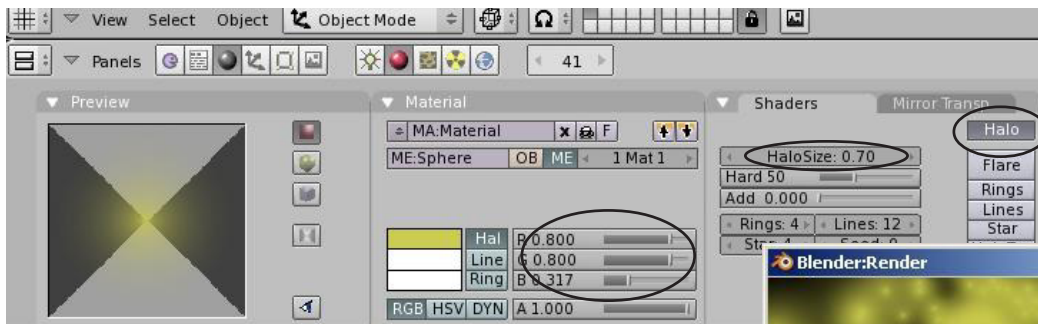 View Select Object Object Mode
Panels 41
Preview
Material
MA:Material X F
ME:Sphere OB ME 1 Mat 1
Hal R 0.800
Line G 0.800
Ring B 0.317
RGB HSV DYN A 1.000
Shaders Mirror Transp
Halo
HaloSize: 0.70
Flare
Hard 50
Rings
Add 0.000
Lines
Rings: 4 Lines: 12
Star
Blender:Render